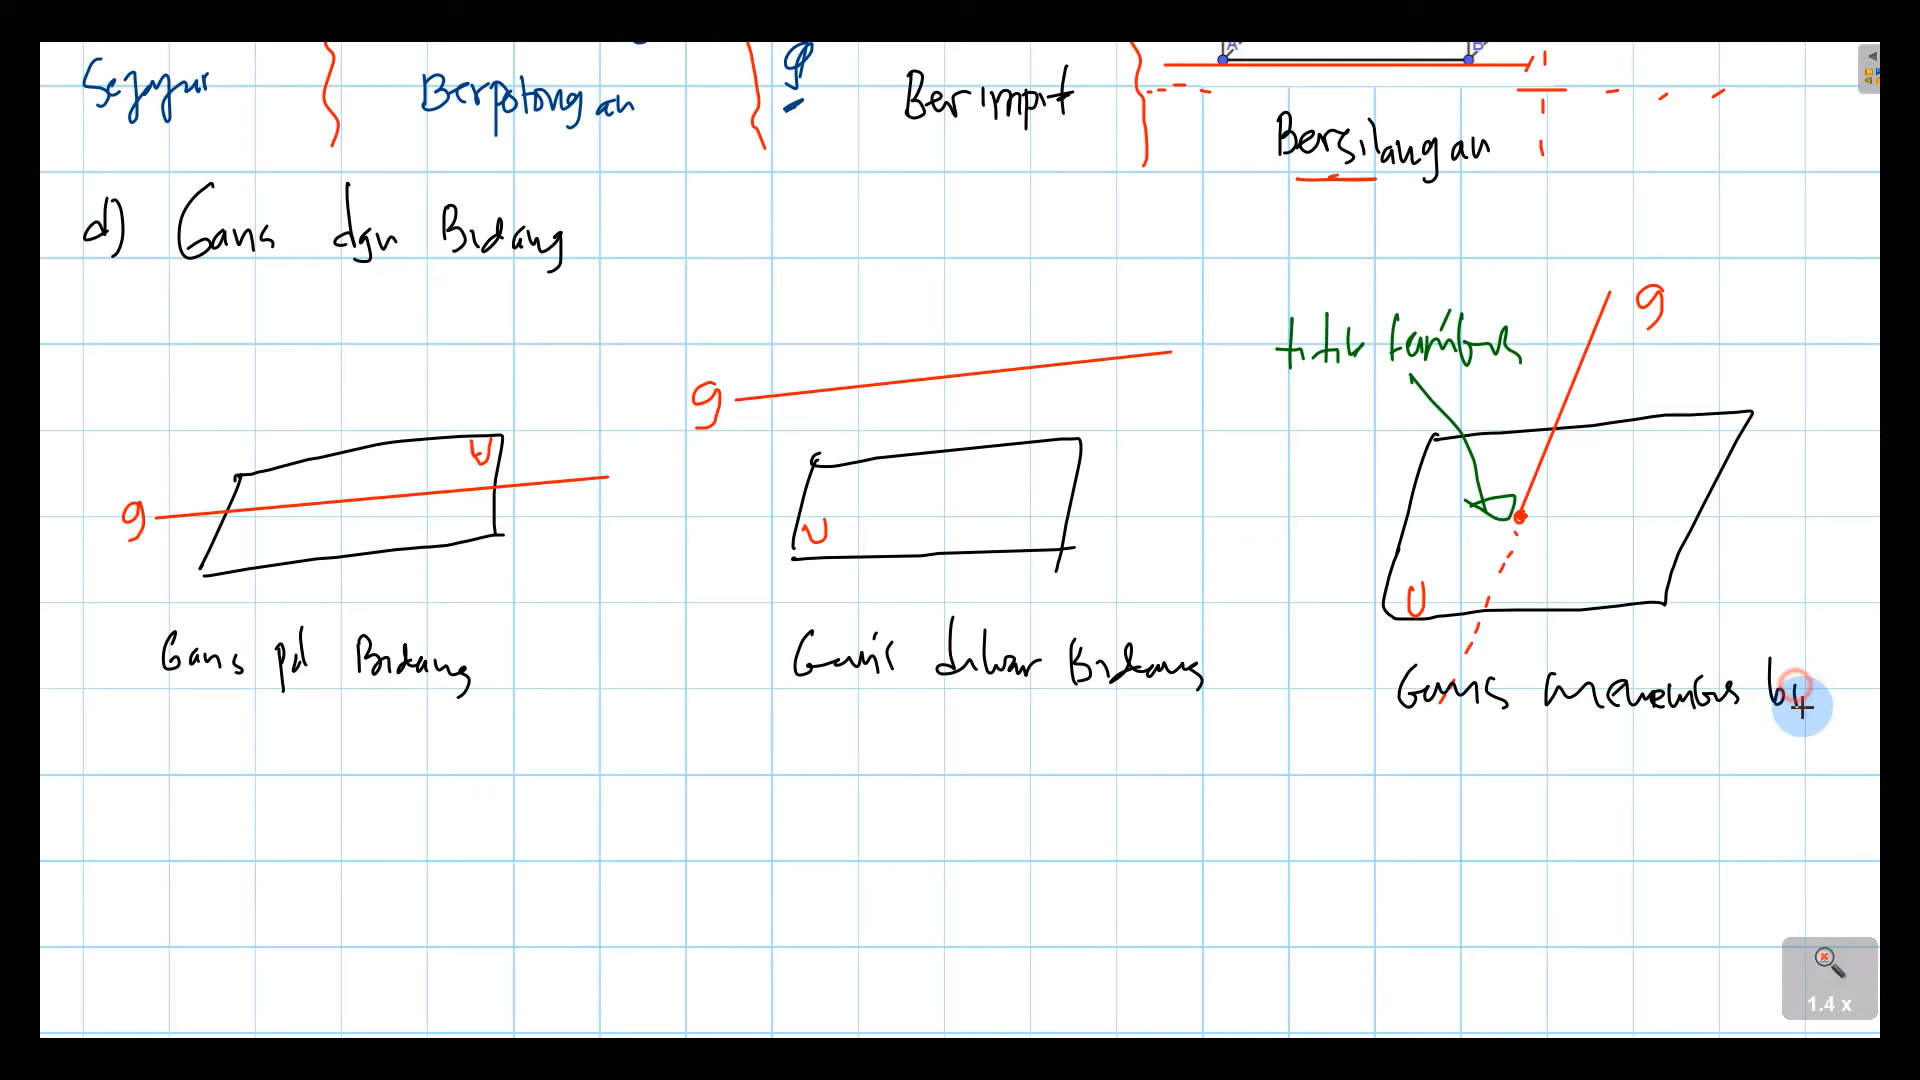 Sejajar Berpotongan g Berimpit
A B
Bersilangan
d) Garis dgn Bidang
titik tembus g
g
g U U U
Garis pd Bidang Garis diluar Bidang Garis menembus bi
1.4 x